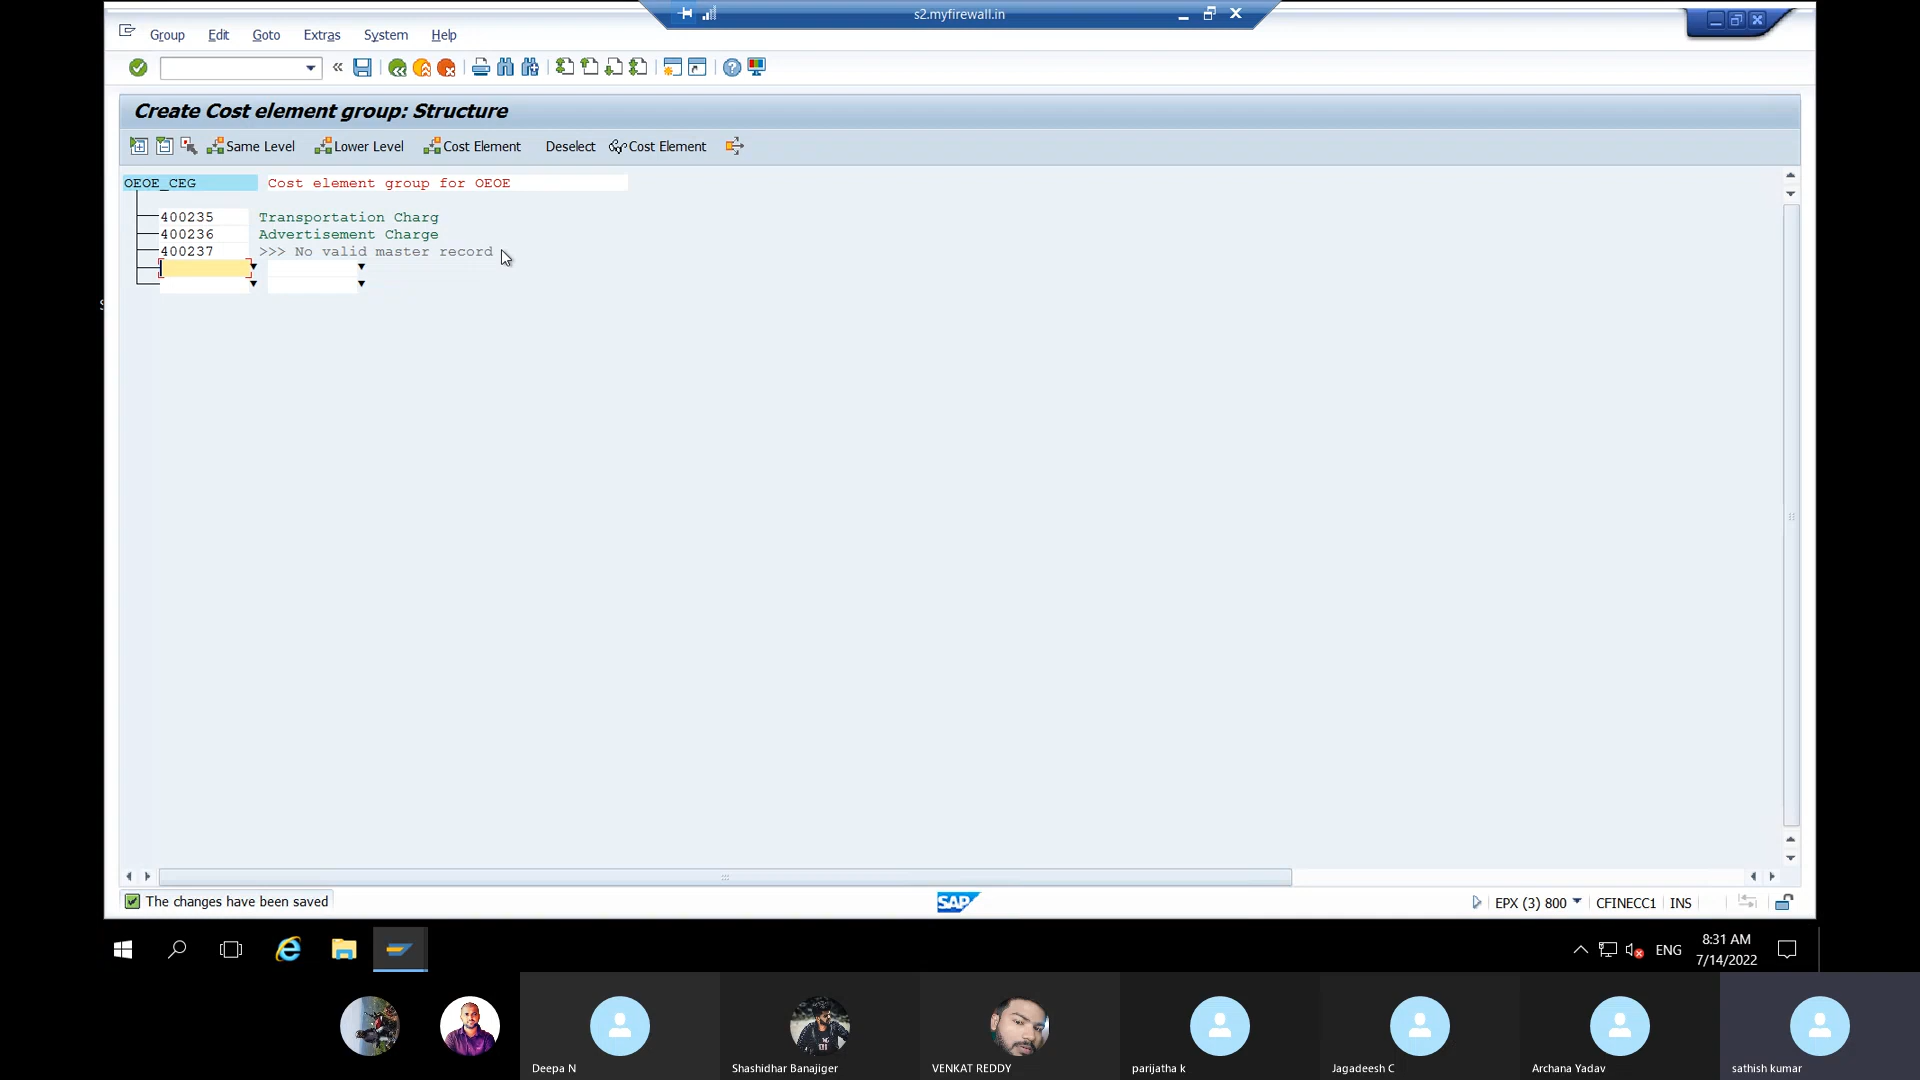 s2.myfirewall.in
Group Edit Goto Extras System Help
Create Cost element group: Structure
Same Level Lower Level Cost Element Deselect Cost Element
OEOE_CEG Cost element group for OEOE
400235 Transportation Charg
400236 Advertisement Charge
400237 >>> No valid master record
The changes have been saved
SAP
EPX (3) 800 CFINECC1 INS
ENG
8:31 AM
7/14/2022
Deepa N
Shashidhar Banajiger
VENKAT REDDY
parijatha k
Jagadeesh C
Archana Yadav
sathish kumar